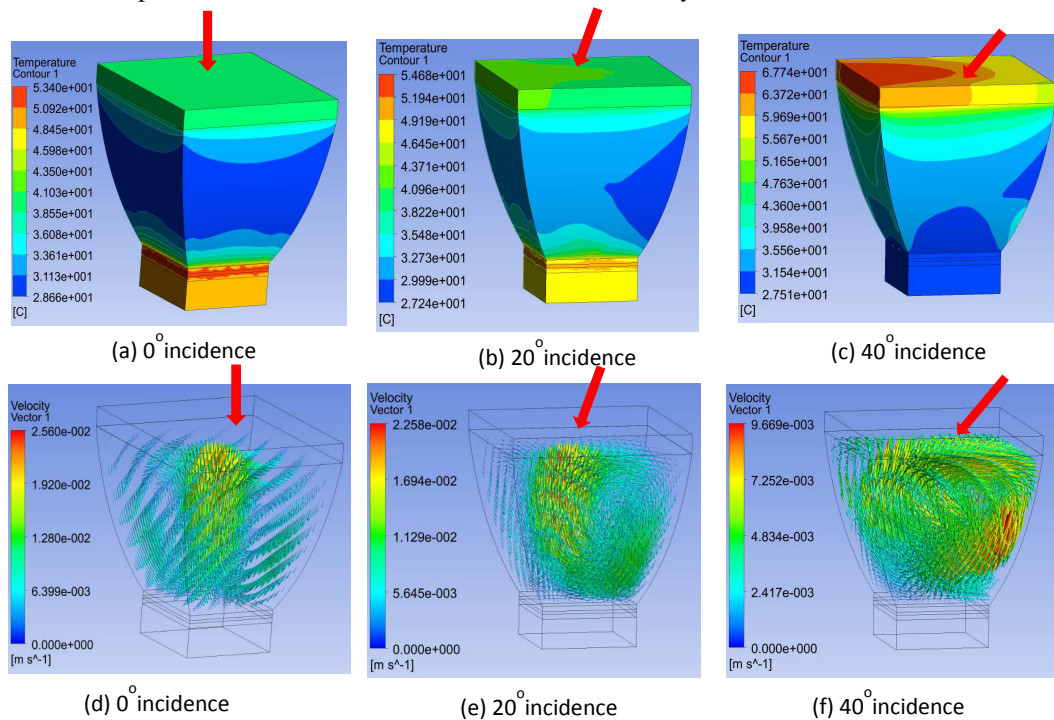 Temperature
Contour 1
5.340e+001
5.092e+001
4.845e+001
4.598e+001
4.350e+001
4.103e+001
3.855e+001
3.608e+001
3.361e+001
3.113e+001
2.866e+001
[C]
(a) 0° incidence
Temperature
Contour 1
5.468e+001
5.194e+001
4.919e+001
4.645e+001
4.371e+001
4.096e+001
3.822e+001
3.548e+001
3.273e+001
2.999e+001
2.724e+001
[C]
(b) 20° incidence
Temperature
Contour 1
6.774e+001
6.372e+001
5.969e+001
5.567e+001
5.165e+001
4.763e+001
4.360e+001
3.958e+001
3.556e+001
3.154e+001
2.751e+001
[C]
(c) 40° incidence
Velocity
Vector 1
2.560e-002
1.920e-002
1.280e-002
6.399e-003
0.000e+000
[m s^-1]
(d) 0° incidence
Velocity
Vector 1
2.258e-002
1.694e-002
1.129e-002
5.645e-003
0.000e+000
[m s^-1]
(e) 20° incidence
Velocity
Vector 1
9.669e-003
7.252e-003
4.834e-003
2.417e-003
0.000e+000
[m s^-1]
(f) 40° incidence